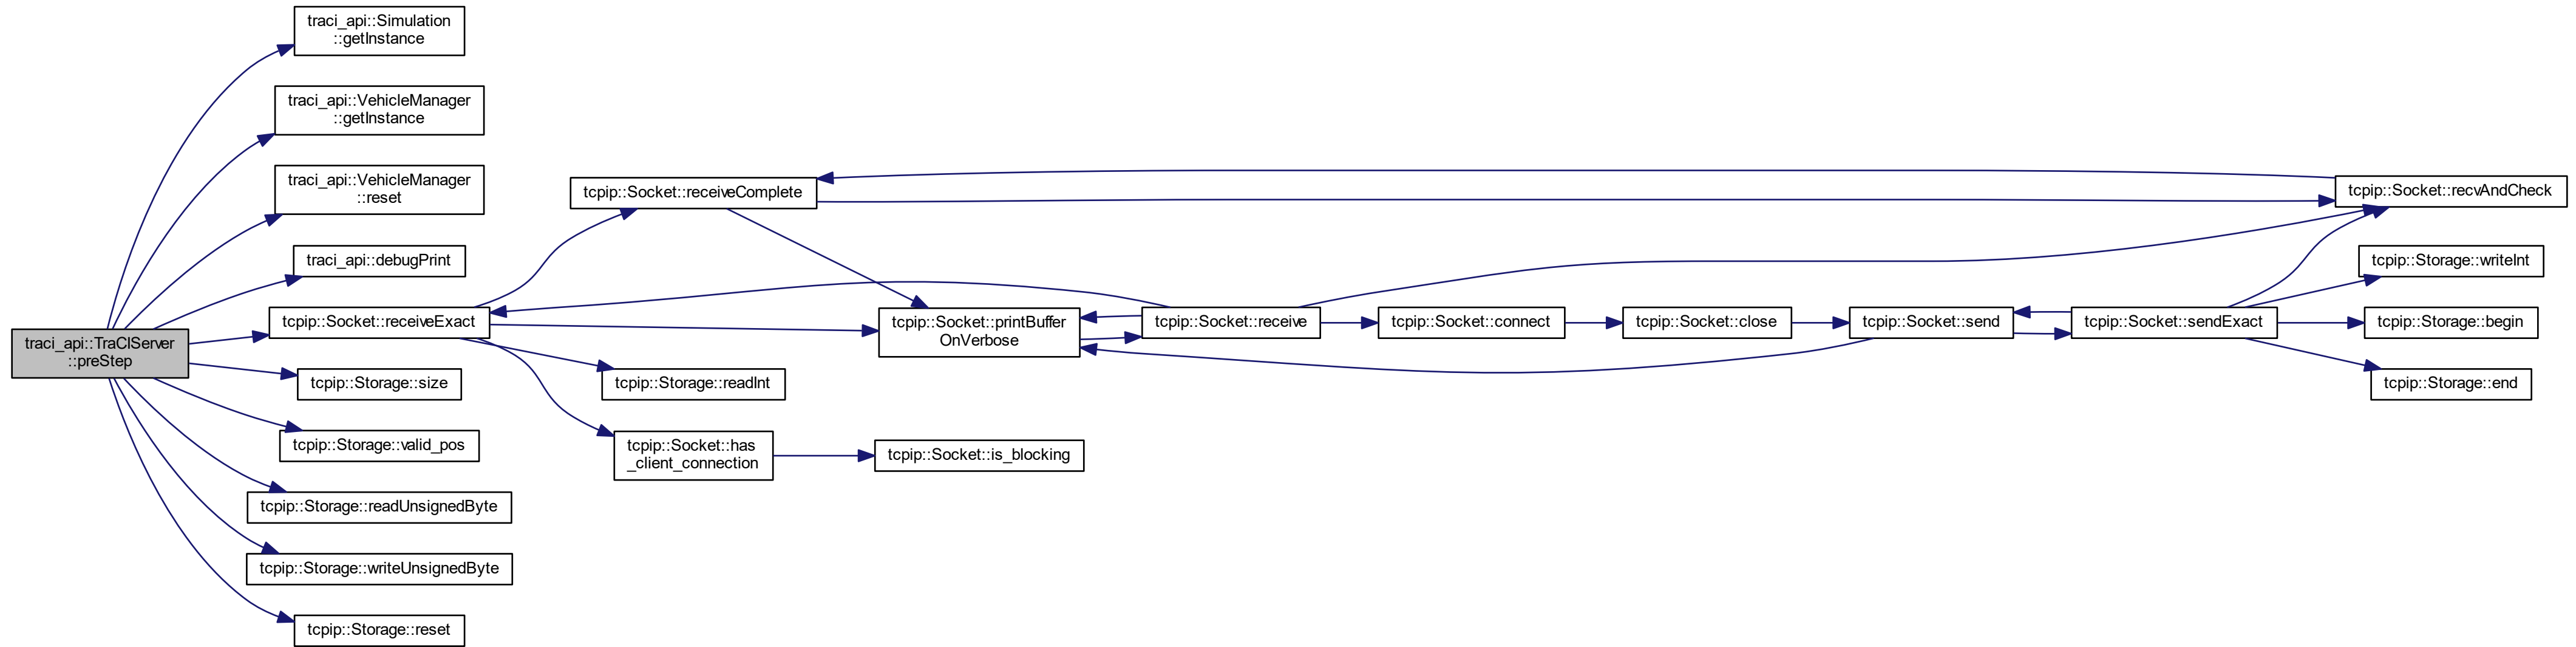 traci_api::Simulation
::getInstance
traci_api::VehicleManager
::getInstance
traci_api::VehicleManager
::reset
traci_api::debugPrint
traci_api::TraCIServer
::preStep
tcpip::Socket::receiveExact
tcpip::Storage::size
tcpip::Storage::valid_pos
tcpip::Storage::readUnsignedByte
tcpip::Storage::writeUnsignedByte
tcpip::Storage::reset
tcpip::Socket::receiveComplete
tcpip::Storage::readInt
tcpip::Socket::has
_client_connection
tcpip::Socket::printBuffer
OnVerbose
tcpip::Socket::is_blocking
tcpip::Socket::receive
tcpip::Socket::connect
tcpip::Socket::close
tcpip::Socket::send
tcpip::Socket::sendExact
tcpip::Socket::recvAndCheck
tcpip::Storage::writeInt
tcpip::Storage::begin
tcpip::Storage::end